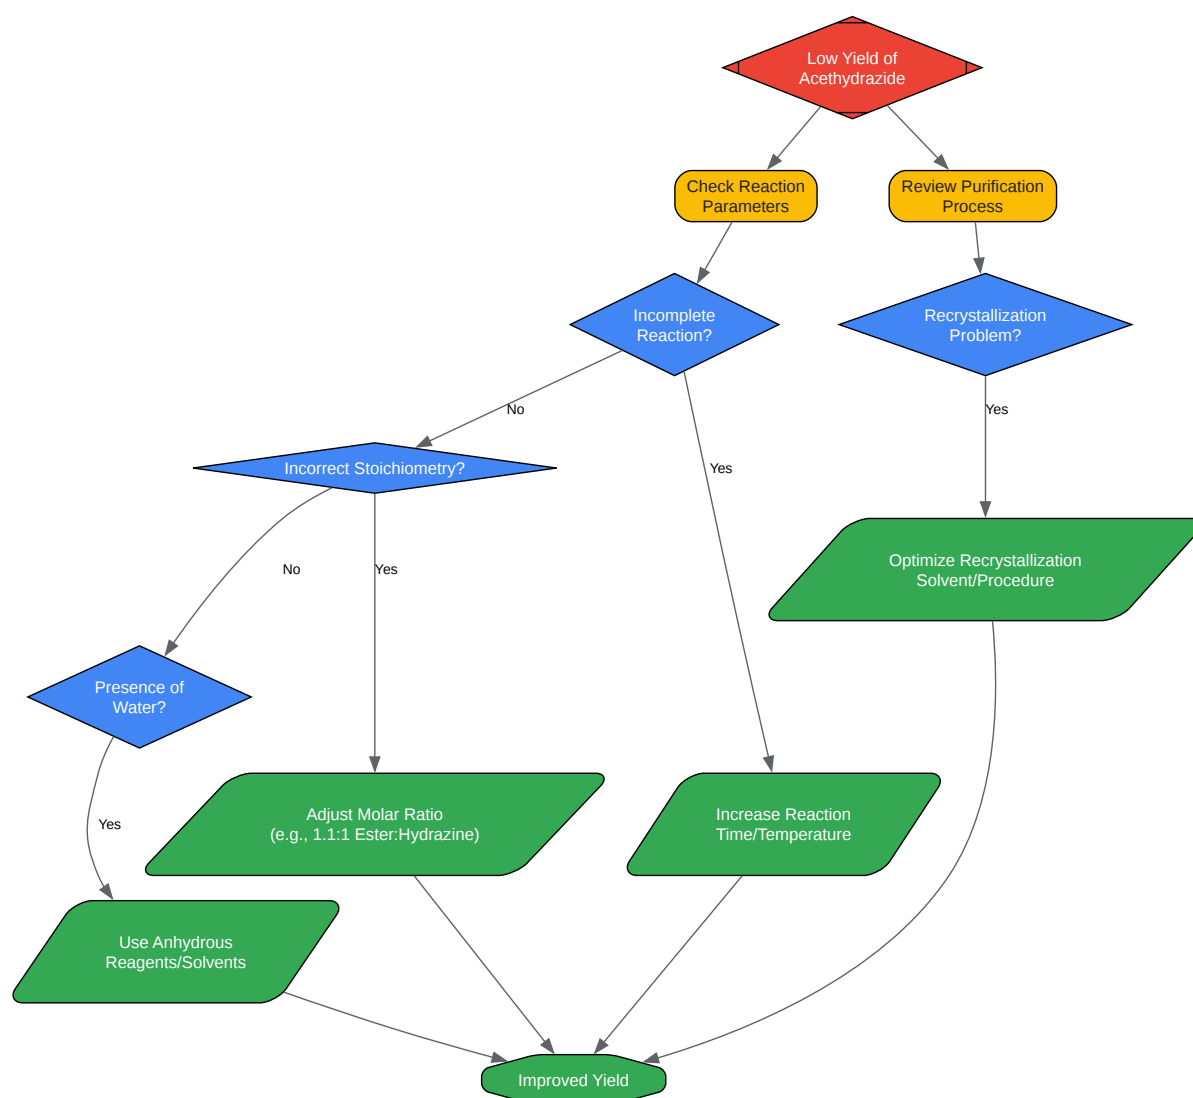 Low Yield of
Acethydrazide
Check Reaction
Parameters
Review Purification
Process
Incomplete
Reaction?
Recrystallization
Problem?
No
Yes
Incorrect Stoichiometry?
Yes
Optimize Recrystallization
Solvent/Procedure
No
Yes
Presence of
Water?
Adjust Molar Ratio
(e.g., 1.1:1 Ester:Hydrazine)
Increase Reaction
Time/Temperature
Yes
Use Anhydrous
Reagents/Solvents
Improved Yield